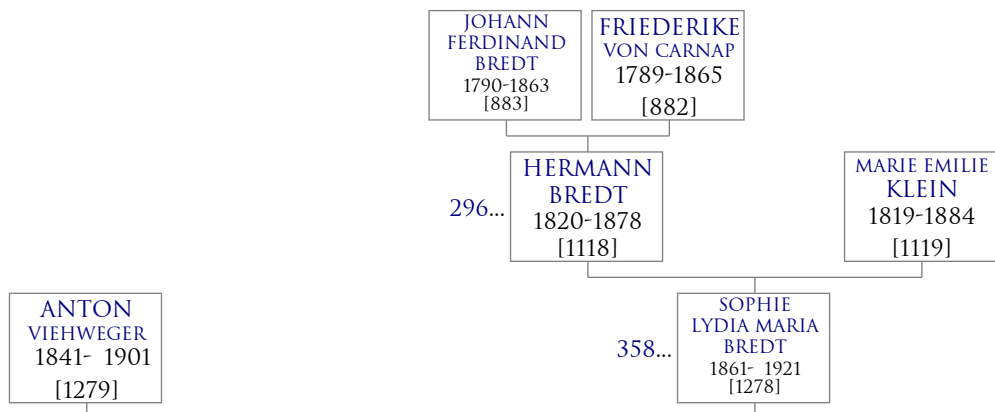 JOHANN
FERDINAND
BREDT
1790-1863
[883]
FRIEDERIKE
VON CARNAP
1789-1865
[882]
296...
HERMANN
BREDT
1820-1878
[1118]
MARIE EMILIE
KLEIN
1819-1884
[1119]
ANTON
VIEHWEGER
1841- 1901
[1279]
358...
SOPHIE
LYDIA MARIA
BREDT
1861- 1921
[1278]